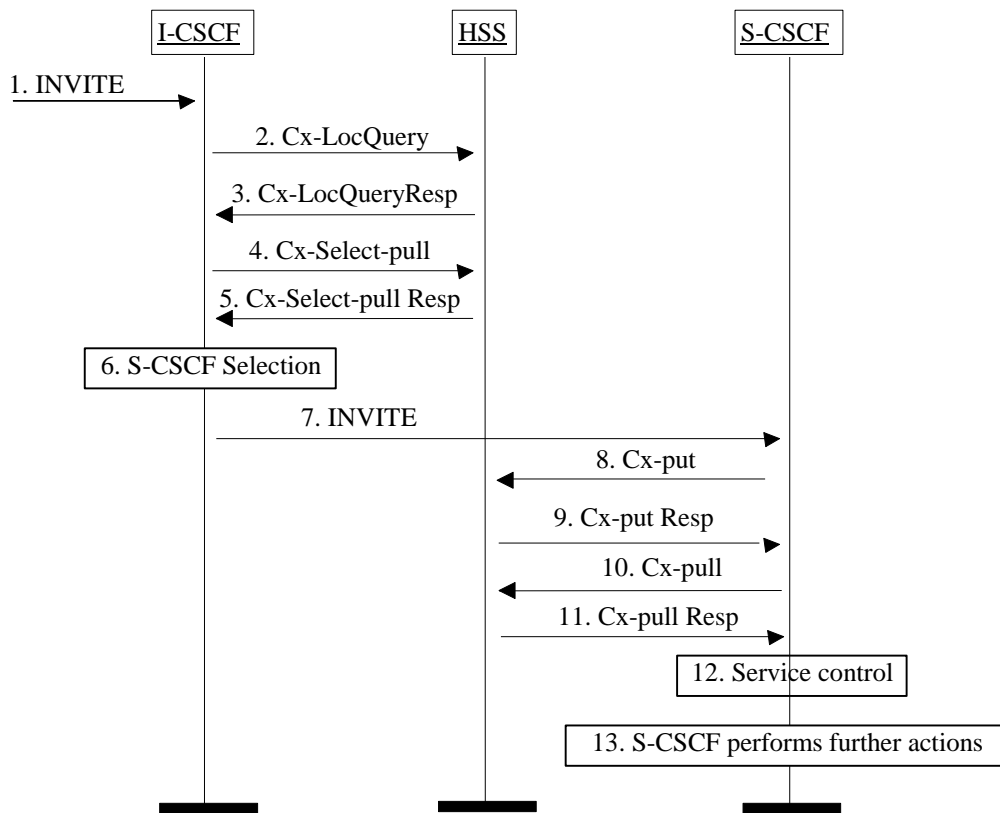 I-CSCF
HSS
S-CSCF
1. INVITE
2. Cx-LocQuery
3. Cx-LocQueryResp
4. Cx-Select-pull
5. Cx-Select-pull Resp
6. S-CSCF Selection
7. INVITE
8. Cx-put
9. Cx-put Resp
10. Cx-pull
11. Cx-pull Resp
12. Service control
13. S-CSCF performs further actions